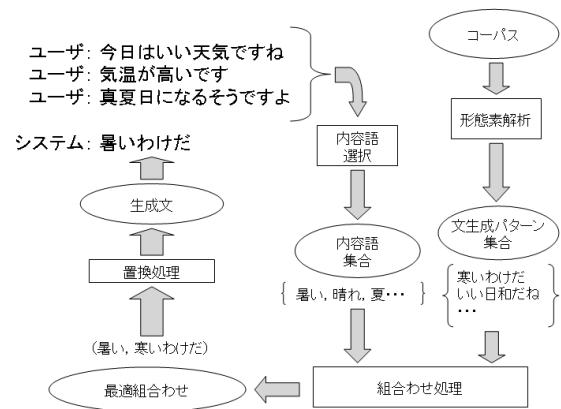 ユーザ： 今日はいい天気ですね
ユーザ： 気温が高いです
ユーザ： 真夏日になるそうですよ
システム： 暑いわけだ
生成文
置換処理
（暑い, 寒いわけだ）
最適組合わせ
内容語
選択
内容語
集合
{ 暑い, 晴れ, 夏･･･ }
コーパス
形態素解析
文生成パターン
集合
寒いわけだ
いい日和だね
･･･
組合わせ処理